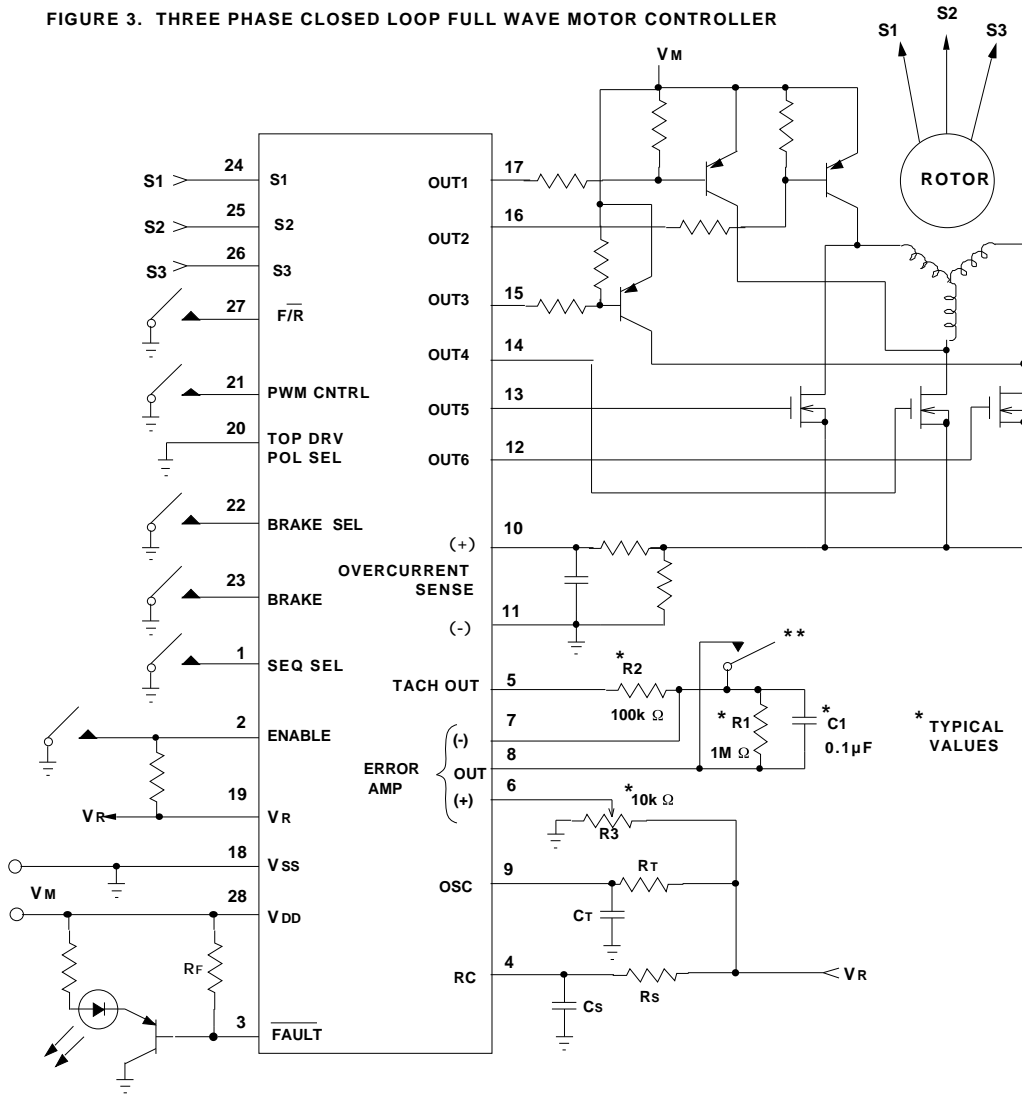 FIGURE 3. THREE PHASE CLOSED LOOP FULL WAVE MOTOR CONTROLLER
S1 S2 S3
VM
ROTOR
S1 24 S1
S2 25 S2
S3 26 S3
27 F/R̅
21 PWM CNTRL
20 TOP DRV
POL SEL
22 BRAKE SEL
23 BRAKE
1 SEQ SEL
2 ENABLE
VR 19 VR
18 VSS
VM
28 VDD
RF
3 F̅A̅U̅L̅T̅
OUT1 17
OUT2 16
OUT3 15
OUT4 14
OUT5 13
OUT6 12
(+) 10
OVERCURRENT
SENSE
(-) 11
TACH OUT 5
*
R2
100k Ω
**
ERROR
AMP
(-) 7
OUT 8
(+) 6
* R1
1M Ω
*
C1
0.1µF
* TYPICAL
VALUES
*10k Ω
R3
OSC 9
RT
CT
RC 4
RS
CS
VR